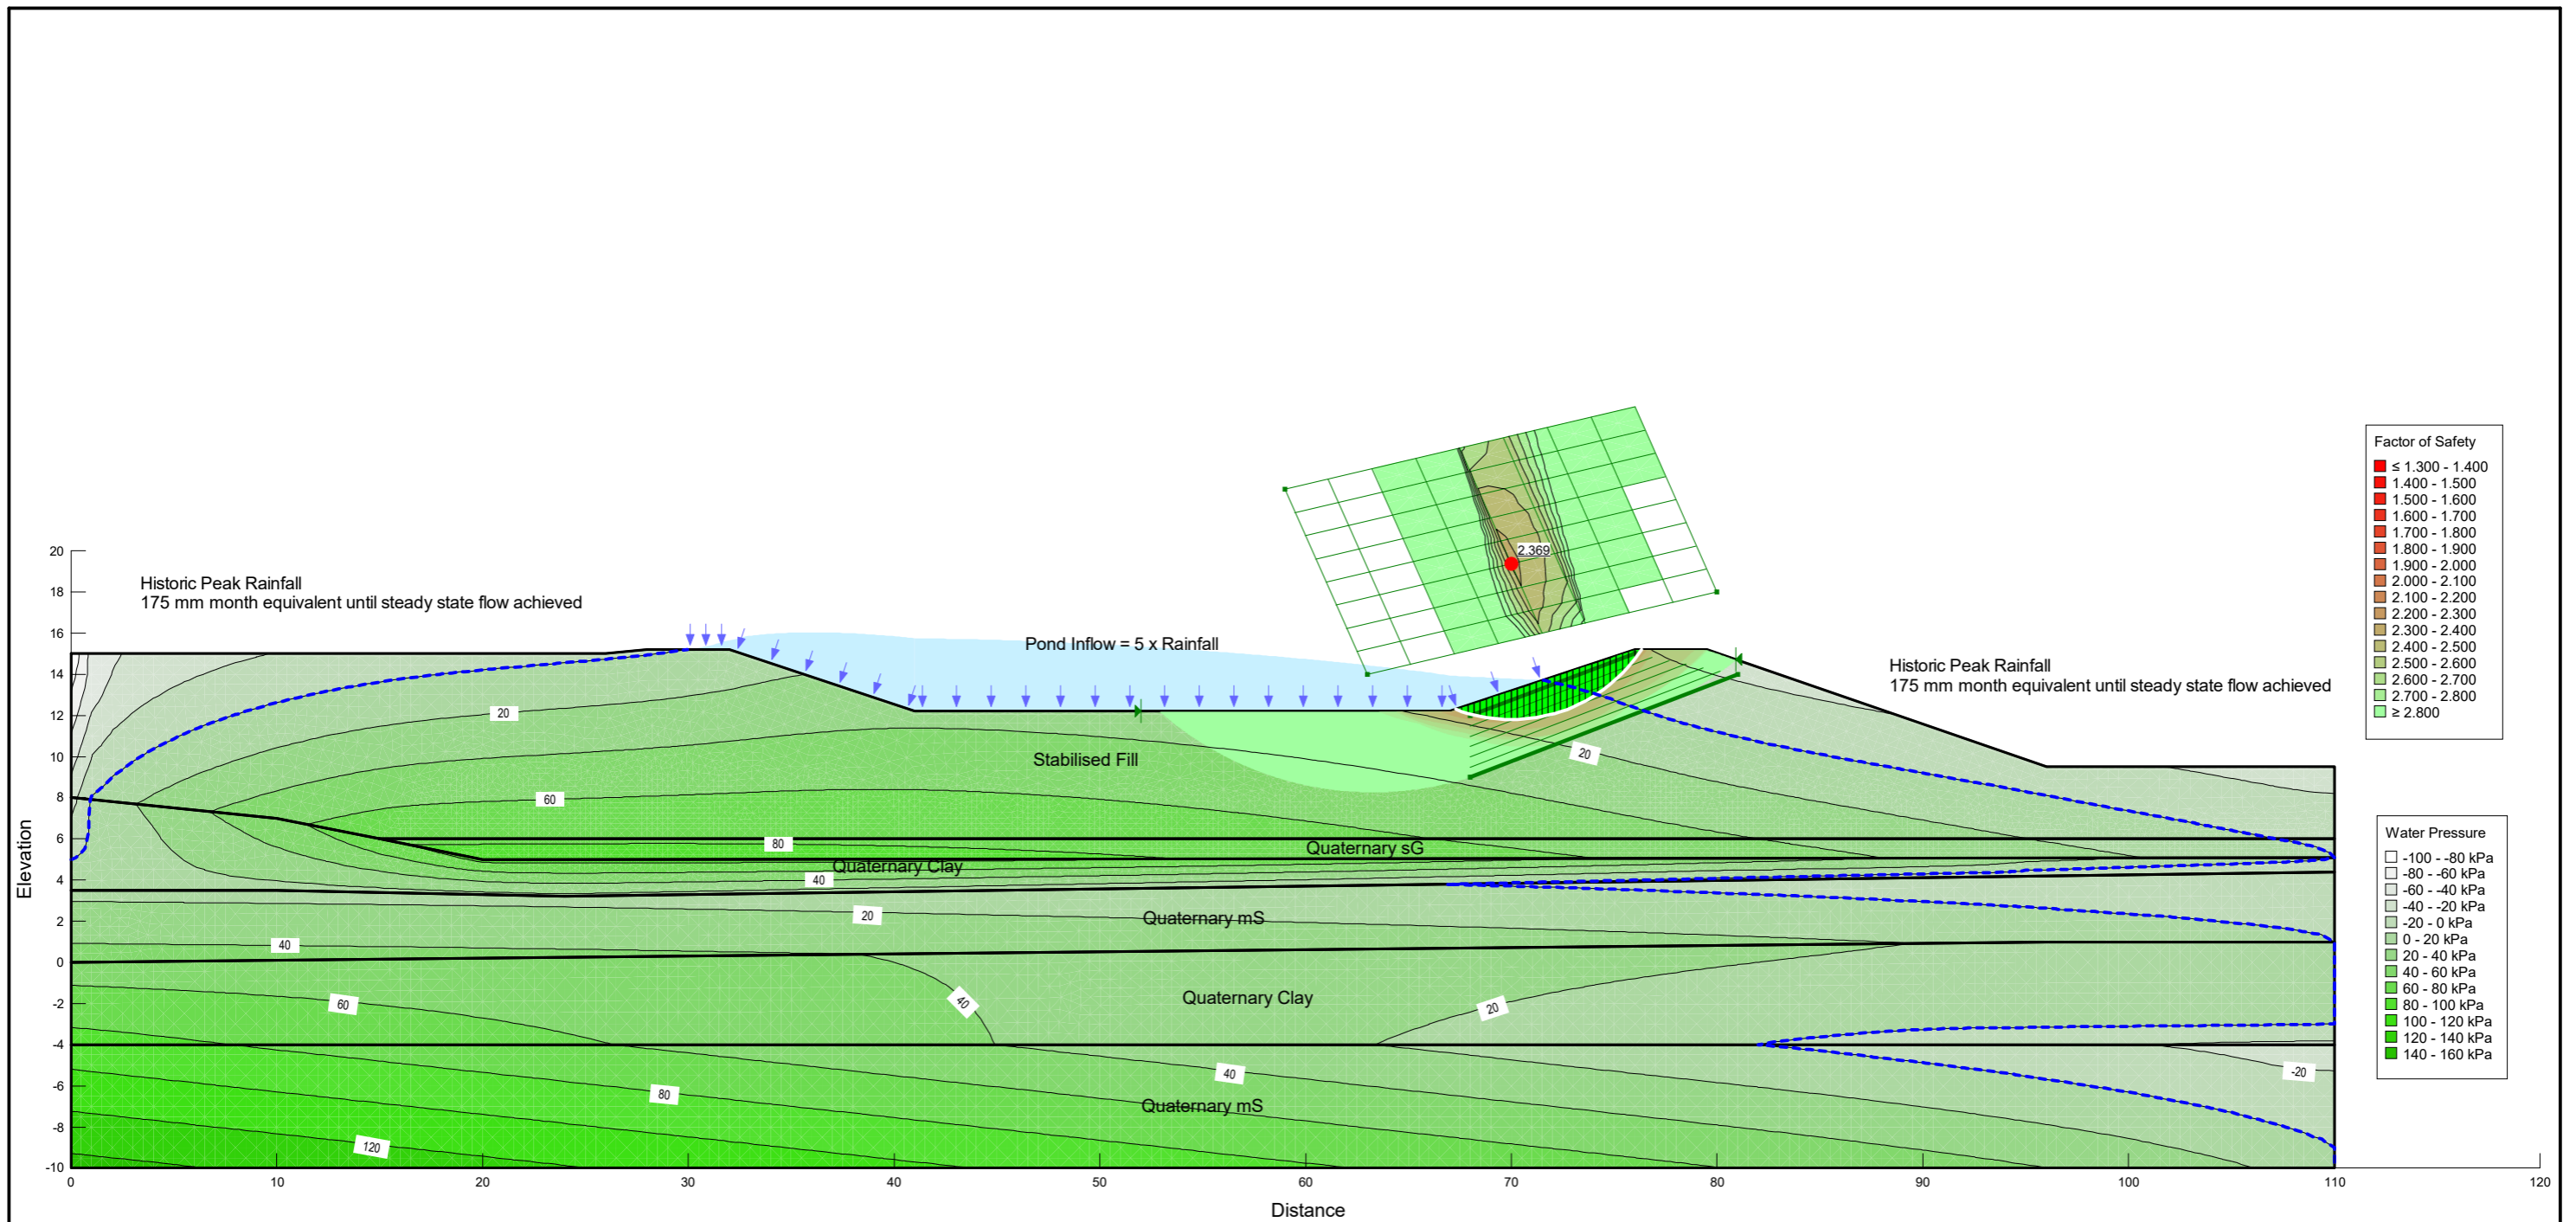 Factor of Safety
≤ 1.300 - 1.400
1.400 - 1.500
1.500 - 1.600
1.600 - 1.700
1.700 - 1.800
1.800 - 1.900
1.900 - 2.000
2.000 - 2.100
2.100 - 2.200
2.200 - 2.300
2.300 - 2.400
2.400 - 2.500
2.500 - 2.600
2.600 - 2.700
2.700 - 2.800
≥ 2.800
2.369
Historic Peak Rainfall
175 mm month equivalent until steady state flow achieved
Pond Inflow = 5 x Rainfall
Historic Peak Rainfall
175 mm month equivalent until steady state flow achieved
20
Stabilised Fill
20
60
80
Quaternary sG
Quaternary Clay
40
20
Quaternary mS
40
60
40
Quaternary Clay
20
80
40
-20
Quaternary mS
120
Water Pressure
-100 - -80 kPa
-80 - -60 kPa
-60 - -40 kPa
-40 - -20 kPa
-20 - 0 kPa
0 - 20 kPa
20 - 40 kPa
40 - 60 kPa
60 - 80 kPa
80 - 100 kPa
100 - 120 kPa
120 - 140 kPa
140 - 160 kPa
Elevation
20
18
16
14
12
10
8
6
4
2
0
-2
-4
-6
-8
-10
0 10 20 30 40 50 60 70 80 90 100 110 120
Distance